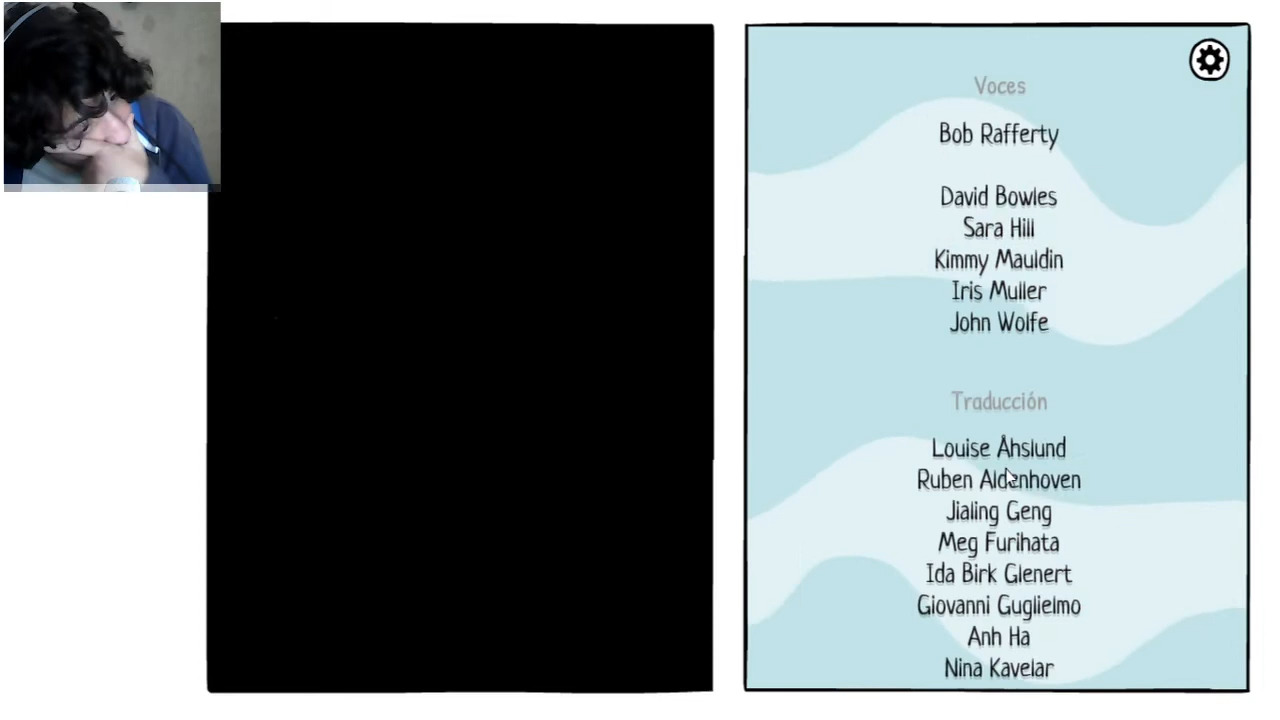 Voces
Bob Rafferty
David Bowles
Sara Hill
Kimmy Mauldin
Iris Muller
John Wolfe
Traducción
Louise Åhslund
Ruben Aldenhoven
Jialing Geng
Meg Furihata
Ida Birk Glenert
Giovanni Guglielmo
Anh Ha
Nina Kavelar